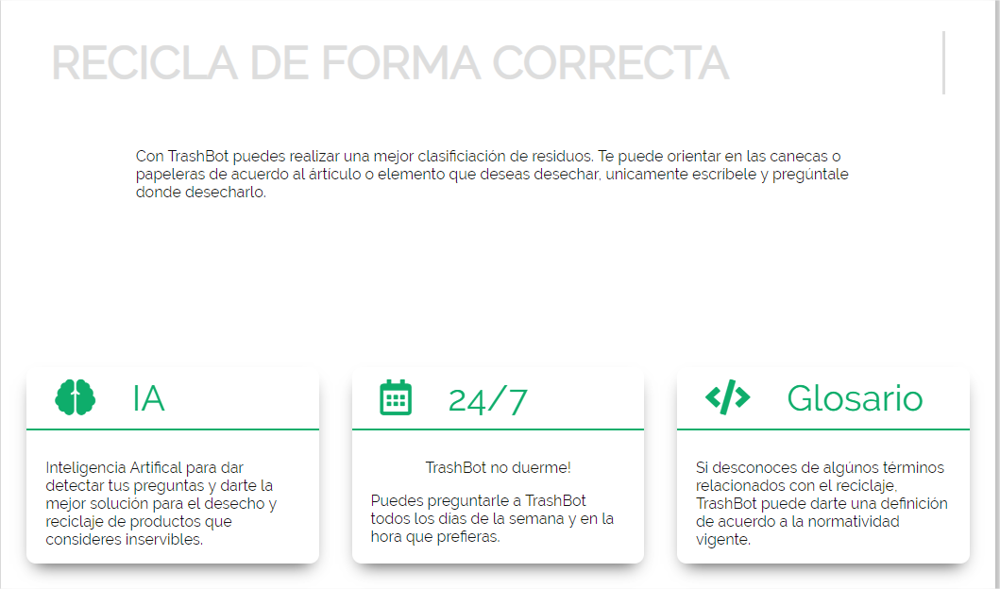 RECICLA DE FORMA CORRECTA
Con TrashBot puedes realizar una mejor clasificiación de residuos. Te puede orientar en las canecas o
papeleras de acuerdo al ártículo o elemento que deseas desechar, unicamente escríbele y pregúntale
donde desecharlo.
IA
Inteligencia Artifical para dar
detectar tus preguntas y darte la
mejor solución para el desecho y
reciclaje de productos que
consideres inservibles.
24/7
TrashBot no duerme!
Puedes preguntarle a TrashBot
todos los días de la semana y en la
hora que prefieras.
Glosario
Si desconoces de algúnos términos
relacionados con el reciclaje,
TrashBot puede darte una definición
de acuerdo a la normatividad
vigente.